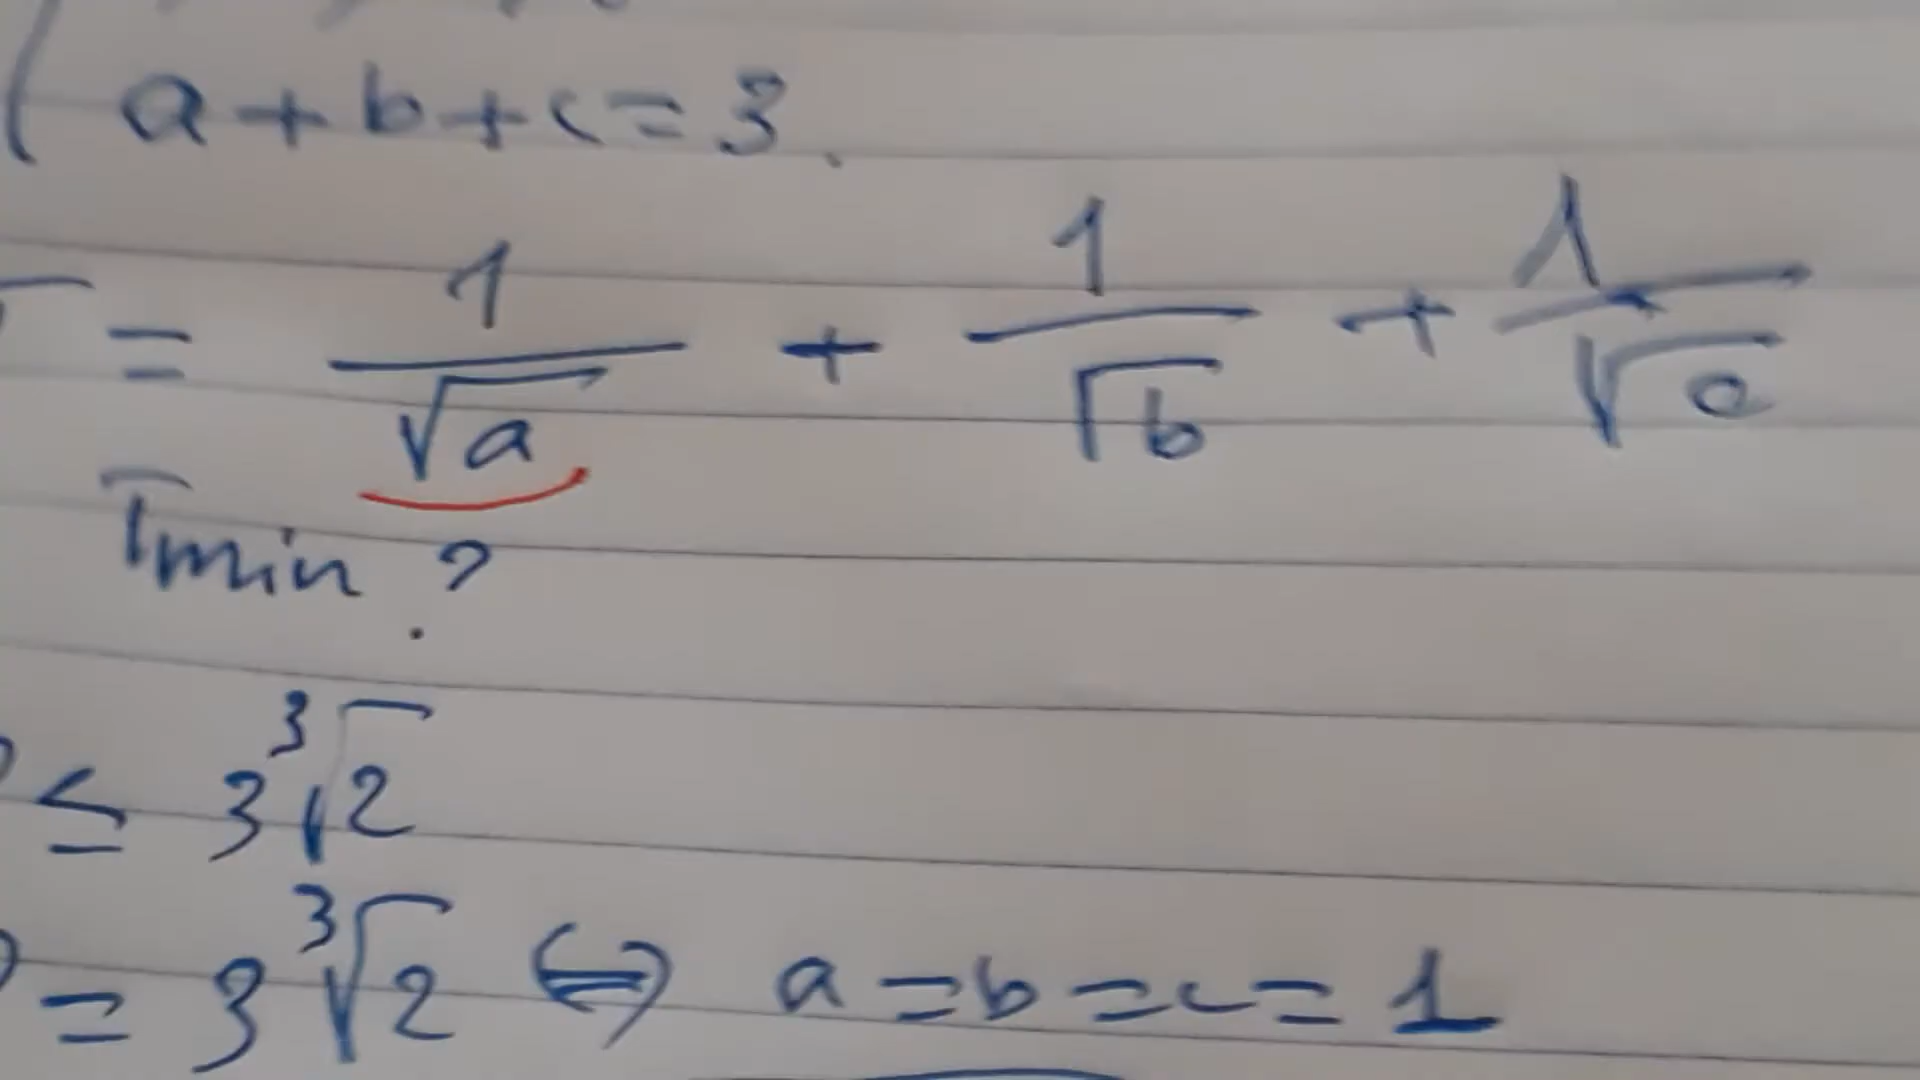 a + b + c = 3.
T = 1/√a + 1/√b + 1/√c
Tmin ?
≤ 3∛2
= 3∛2 ⇔ a = b = c = 1